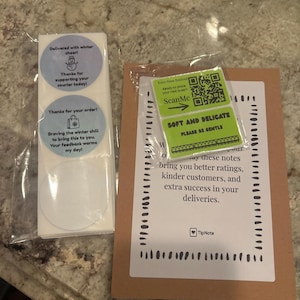 Delivered with winter
cheer!
Thanks for
supporting your
courier today!
Thanks for your order!
Braving the winter chill
to bring this to you.
Your feedback warms
my day!
ScanMe
SOFT AND DELICATE
PLEASE BE GENTLE
these notes
bring you better ratings,
kinder customers, and
extra success in your
deliveries.
TipNote